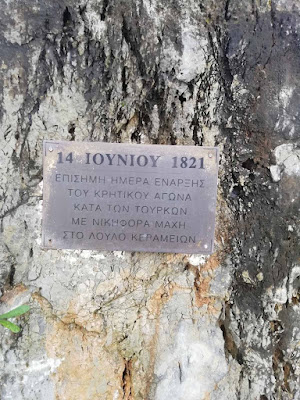 14 ΙΟΥΝΙΟΥ 1821
ΕΠΙΣΗΜΗ ΗΜΕΡΑ ΕΝΑΡΞΗΣ
ΤΟΥ ΚΡΗΤΙΚΟΥ ΑΓΩΝΑ
ΚΑΤΑ ΤΩΝ ΤΟΥΡΚΩΝ
ΜΕ ΝΙΚΗΦΟΡΑ ΜΑΧΗ
ΣΤΟ ΛΟΥΛΟ ΚΕΡΑΜΕΙΩΝ